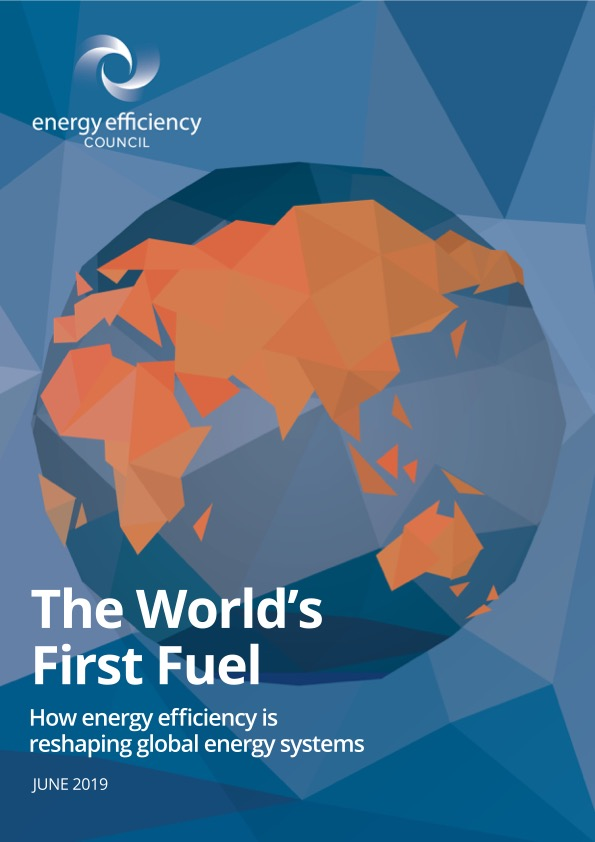 energy efficiency
COUNCIL
The World's
First Fuel
How energy efficiency is
reshaping global energy systems
JUNE 2019